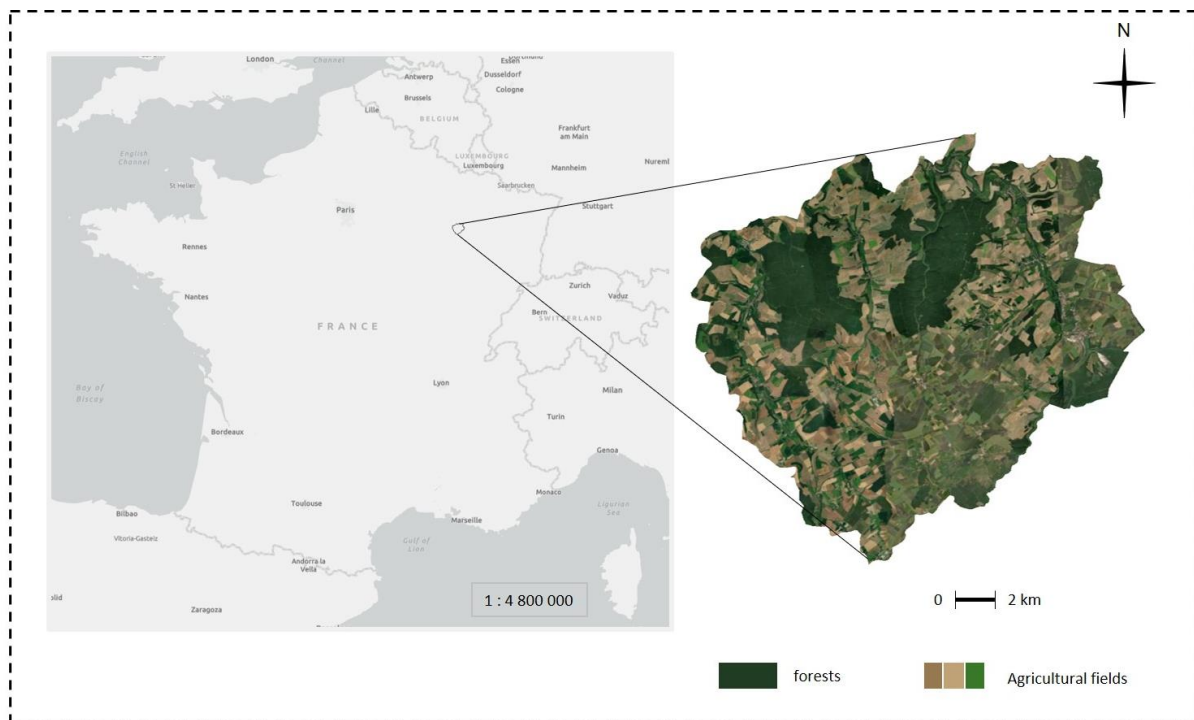 London
Channel
Essen
Dusseldorf
Cologne
Antwerp
Brussels
Lille
BELGIUM
Frankfurt
am Main
LUXEMBOURG
Luxembourg
Mannheim
Nuremb
English
Channel
St Helier
Saarbrucken
Stuttgart
Paris
Rennes
Nantes
FRANCE
Zurich
Vaduz
Bern
SWITZERLAND
Bay of
Biscay
Lyon
Milan
Turin
Bordeaux
Genoa
Monaco
Toulouse
Marseille
Ligurian
Sea
Bilbao
Vitoria-Gasteiz
Gulf of
Lion
Andorra la
Vella
olid
Zaragoza
1 : 4 800 000
N
0 2 km
forests
Agricultural fields